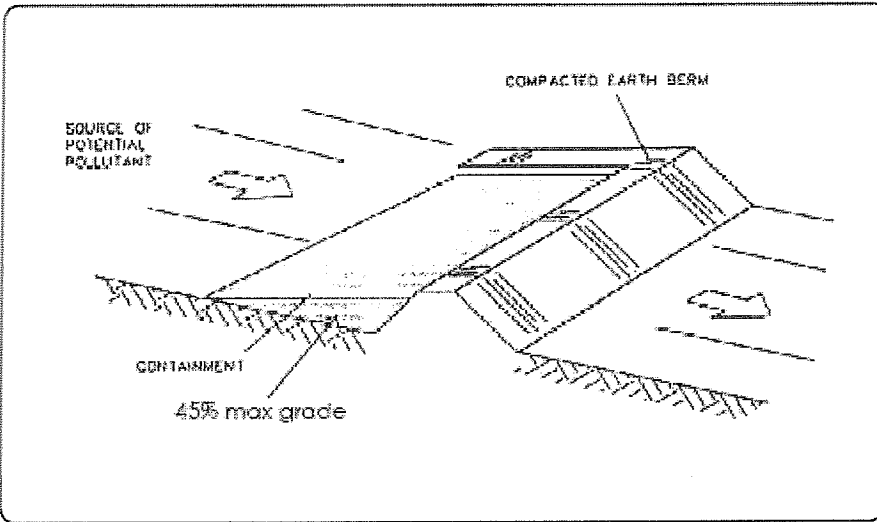 COMPACTED EARTH BERM
SOURCE OF
POTENTIAL
POLLUTANT
CONTAINMENT
45% max grade